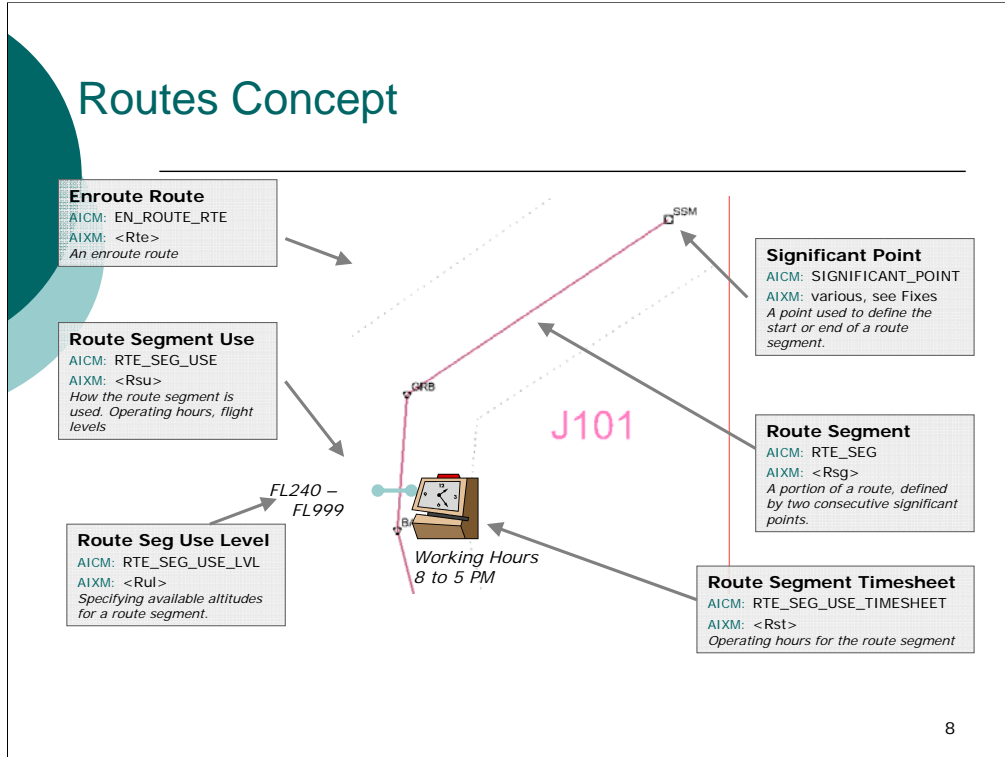 Routes Concept
Enroute Route
AICM: EN_ROUTE_RTE
AIXM: <Rte>
An enroute route
Route Segment Use
AICM: RTE_SEG_USE
AIXM: <Rsu>
How the route segment is
used. Operating hours, flight
levels
FL240 –
FL999
Route Seg Use Level
AICM: RTE_SEG_USE_LVL
AIXM: <Rul>
Specifying available altitudes
for a route segment.
SSM
GRB
J101
12
3
6
9
Working Hours
8 to 5 PM
Significant Point
AICM: SIGNIFICANT_POINT
AIXM: various, see Fixes
A point used to define the
start or end of a route
segment.
Route Segment
AICM: RTE_SEG
AIXM: <Rsg>
A portion of a route, defined
by two consecutive significant
points.
Route Segment Timesheet
AICM: RTE_SEG_USE_TIMESHEET
AIXM: <Rst>
Operating hours for the route segment
8